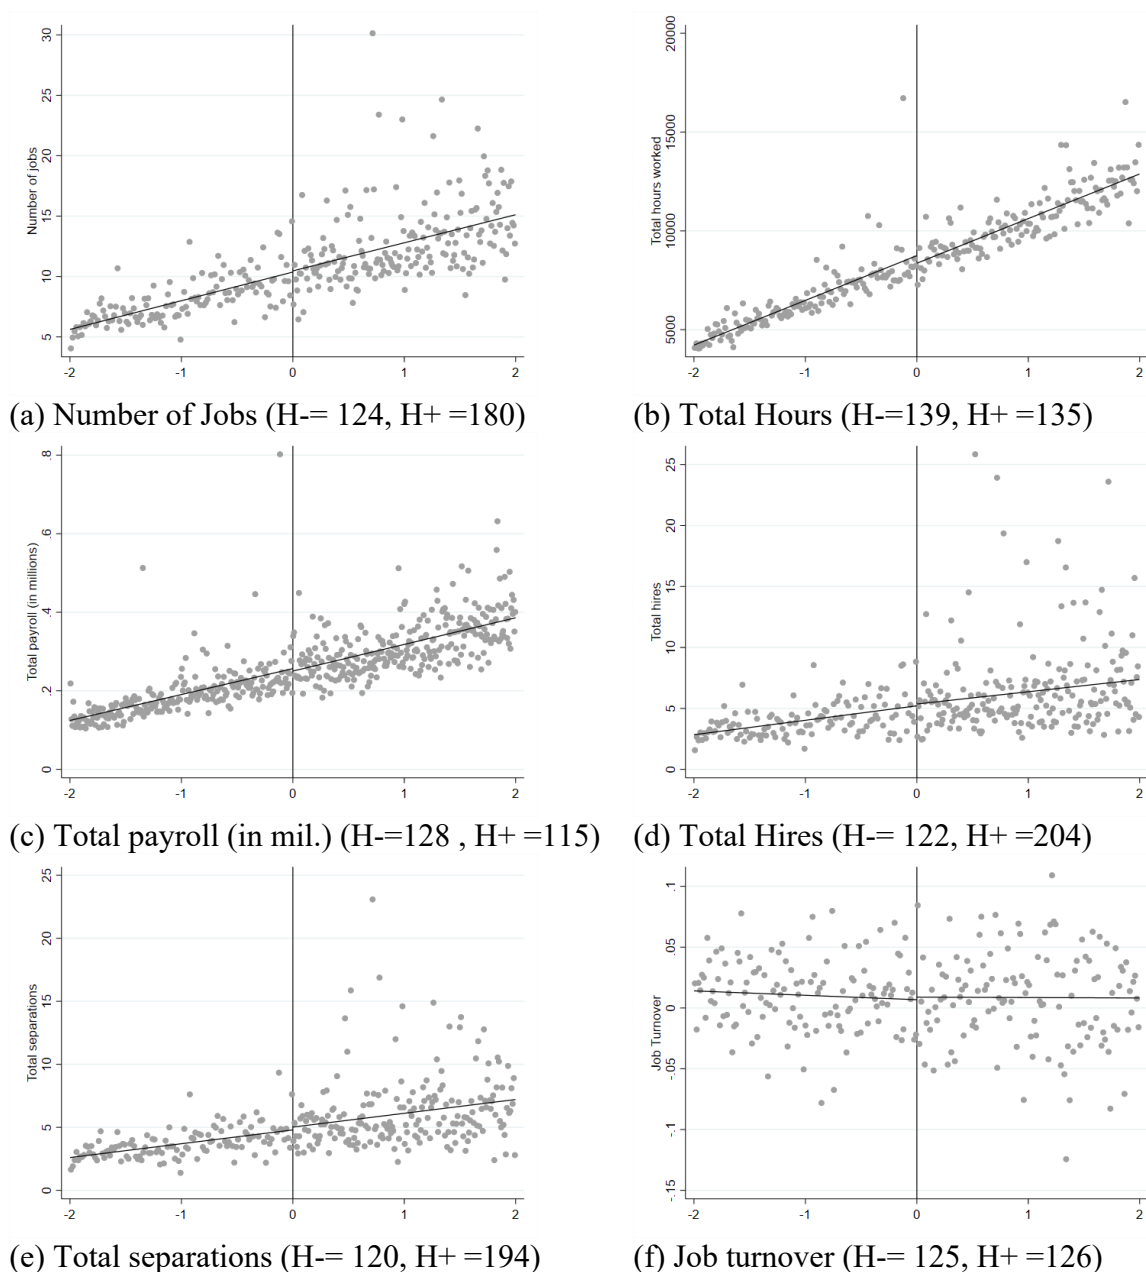 Number of jobs
30
25
20
15
10
5
-2 -1 0 1 2
(a) Number of Jobs (H-= 124, H+ =180)
Total hours worked
20000
15000
10000
5000
-2 -1 0 1 2
(b) Total Hours (H-=139, H+ =135)
Total payroll (in millions)
.8
.6
.4
.2
0
-2 -1 0 1 2
(c) Total payroll (in mil.) (H-=128 , H+ =115)
Total hires
25
20
15
10
5
0
-2 -1 0 1 2
(d) Total Hires (H-= 122, H+ =204)
Total separations
25
20
15
10
5
0
-2 -1 0 1 2
(e) Total separations (H-= 120, H+ =194)
Job Turnover
.1
.05
0
-.05
-.1
-.15
-2 -1 0 1 2
(f) Job turnover (H-= 125, H+ =126)